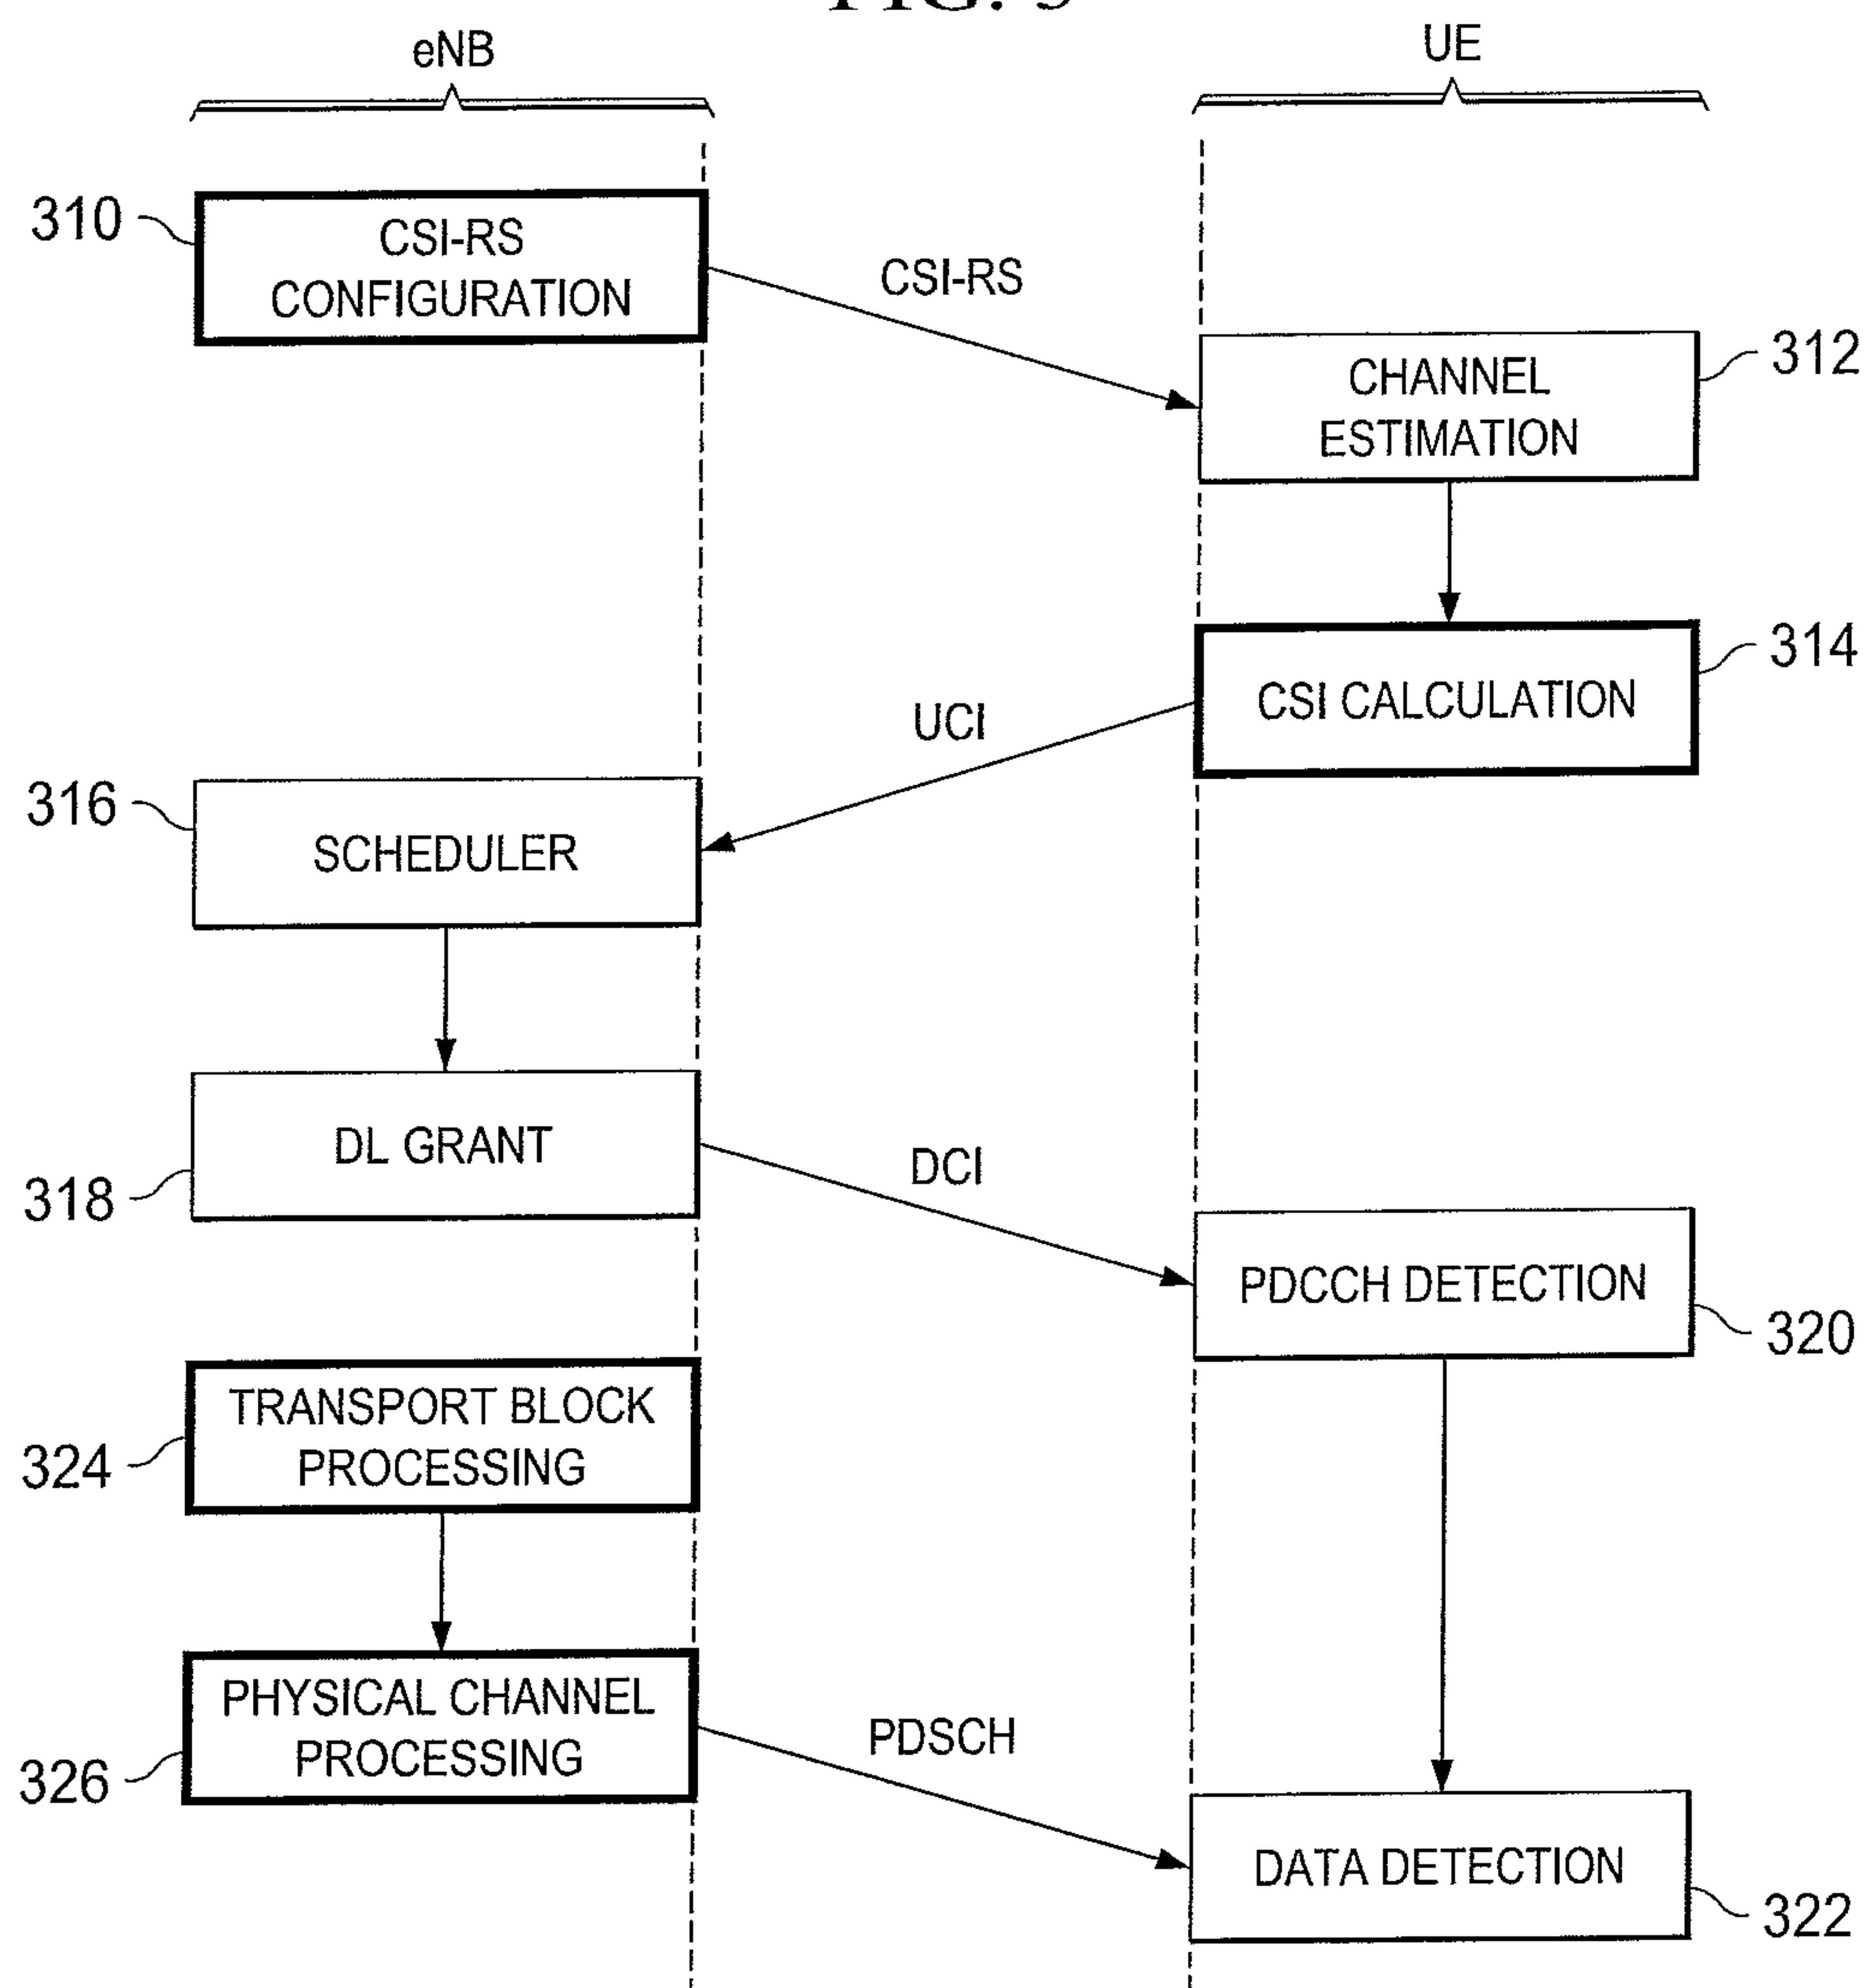 eNB
UE
310
CSI-RS
CONFIGURATION
CSI-RS
CHANNEL
ESTIMATION
312
CSI CALCULATION
314
UCI
316
SCHEDULER
DL GRANT
318
DCI
PDCCH DETECTION
320
TRANSPORT BLOCK
PROCESSING
324
PHYSICAL CHANNEL
PROCESSING
326
PDSCH
DATA DETECTION
322